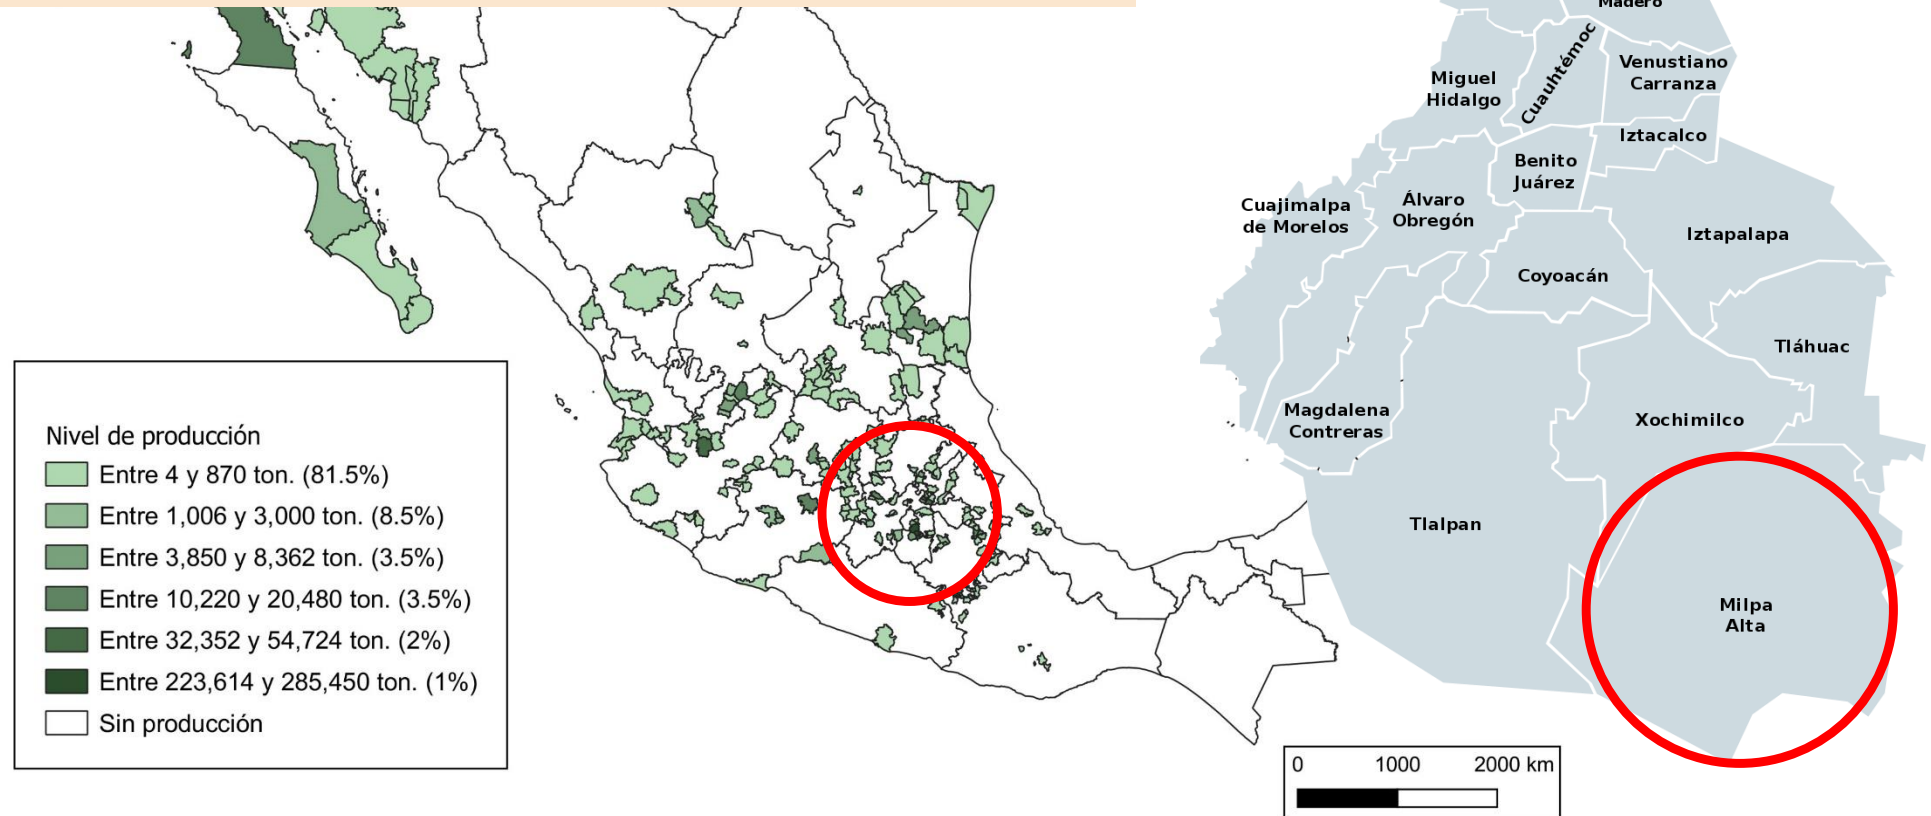 Nivel de producción
Entre 4 y 870 ton. (81.5%)
Entre 1,006 y 3,000 ton. (8.5%)
Entre 3,850 y 8,362 ton. (3.5%)
Entre 10,220 y 20,480 ton. (3.5%)
Entre 32,352 y 54,724 ton. (2%)
Entre 223,614 y 285,450 ton. (1%)
Sin producción
0 1000 2000 km
Madero
Miguel
Hidalgo
Cuauhtémoc
Venustiano
Carranza
Iztacalco
Benito
Juárez
Cuajimalpa
de Morelos
Álvaro
Obregón
Iztapalapa
Coyoacán
Tláhuac
Magdalena
Contreras
Xochimilco
Tlalpan
Milpa
Alta